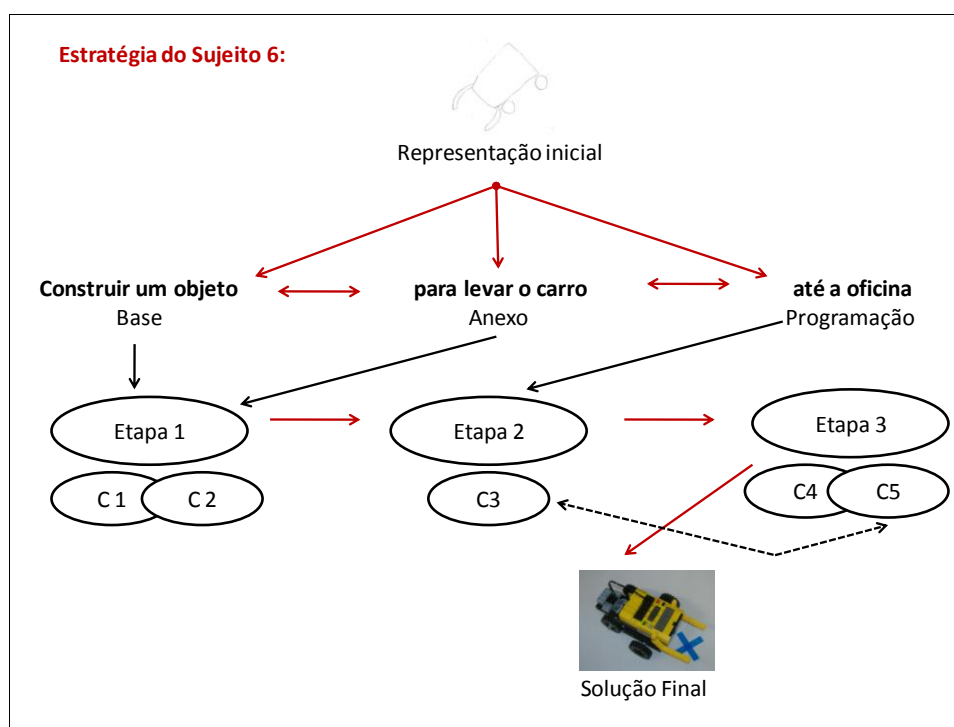 Estratégia do Sujeito 6:
Representação inicial
Construir um objeto
Base
para levar o carro
Anexo
até a oficina
Programação
Etapa 1
Etapa 2
Etapa 3
C 1
C 2
C3
C4
C5
Solução Final